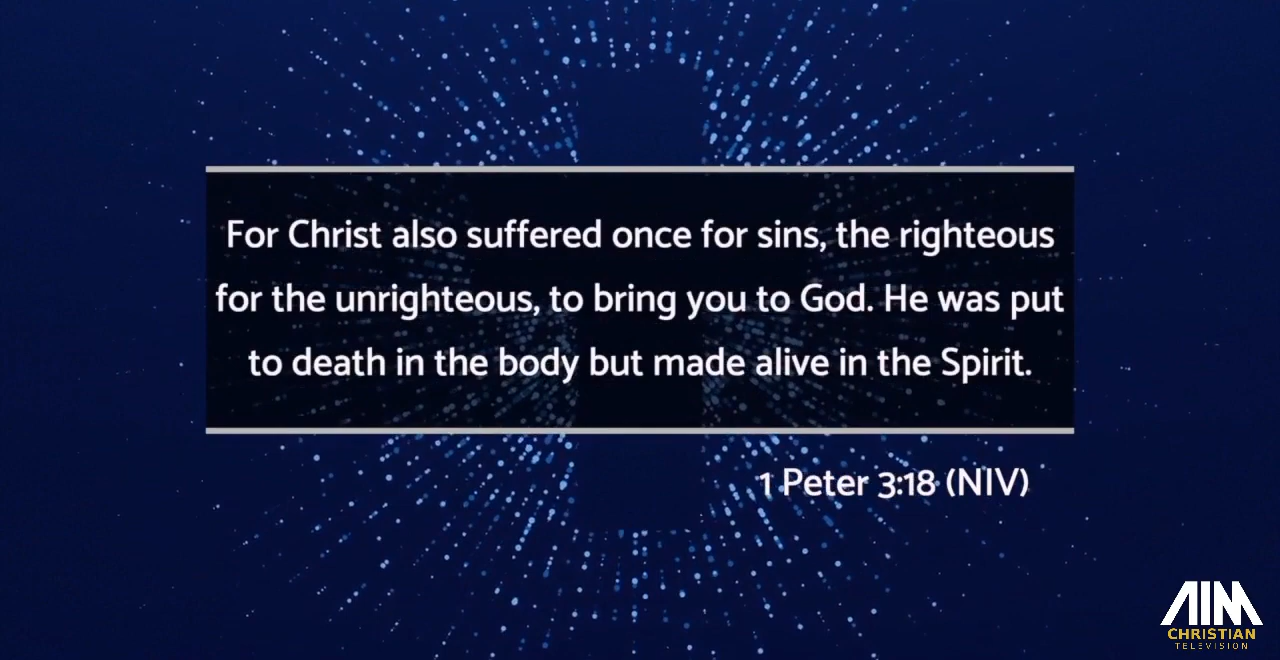 For Christ also suffered once for sins, the righteous
for the unrighteous, to bring you to God. He was put
to death in the body but made alive in the Spirit.
1 Peter 3:18 (NIV)
AIM
CHRISTIAN
TELEVISION